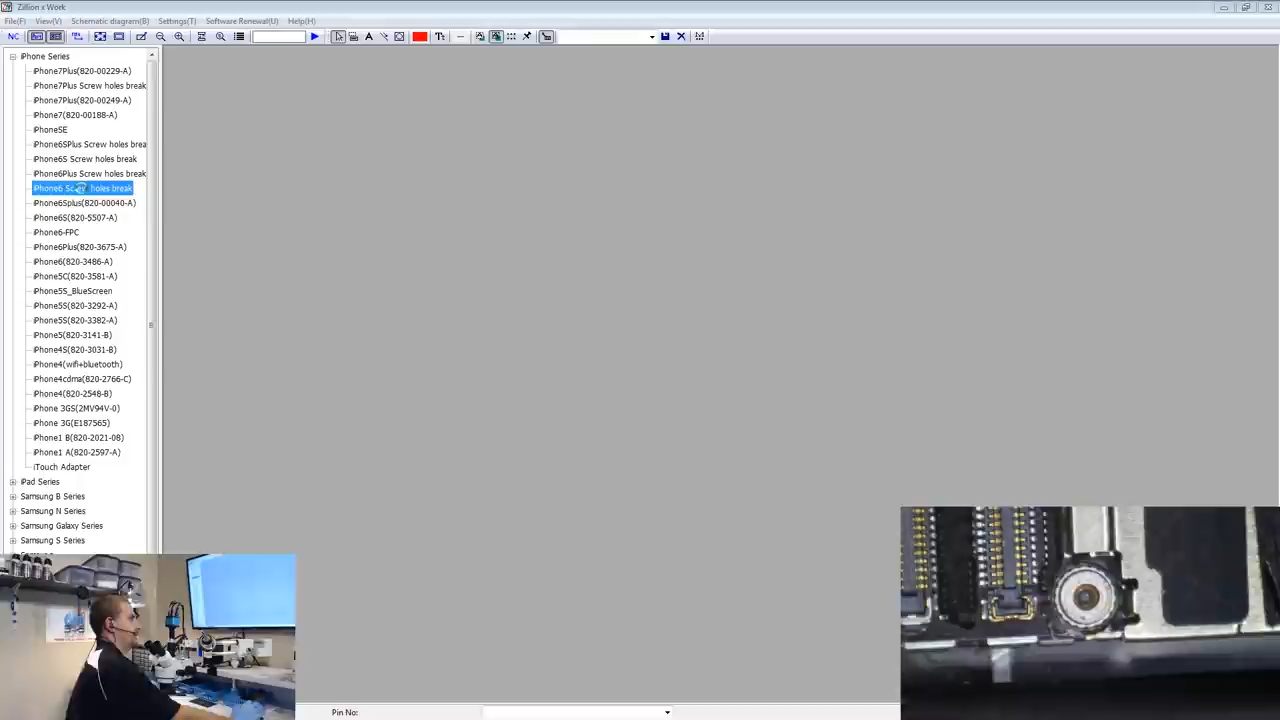 Zillion x Work
File(F) View(V) Schematic diagram(B) Settings(T) Software Renewal(U) Help(H)
NC A T
iPhone Series
iPhone7Plus(820-00229-A)
iPhone7Plus Screw holes break
iPhone7Plus(820-00249-A)
iPhone7(820-00188-A)
iPhoneSE
iPhone6SPlus Screw holes brea
iPhone6S Screw holes break
iPhone6Plus Screw holes break
iPhone6 Screw holes break
iPhone6Splus(820-00040-A)
iPhone6S(820-5507-A)
iPhone6-FPC
iPhone6Plus(820-3675-A)
iPhone6(820-3486-A)
iPhone5C(820-3581-A)
iPhone5S_BlueScreen
iPhone5S(820-3292-A)
iPhone5S(820-3382-A)
iPhone5(820-3141-B)
iPhone4S(820-3031-B)
iPhone4(wifi+bluetooth)
iPhone4cdma(820-2766-C)
iPhone4(820-2548-B)
iPhone 3GS(2MV94V-0)
iPhone 3G(E187565)
iPhone1 B(820-2021-08)
iPhone1 A(820-2597-A)
iTouch Adapter
iPad Series
Samsung B Series
Samsung N Series
Samsung Galaxy Series
Samsung S Series
Pin No: